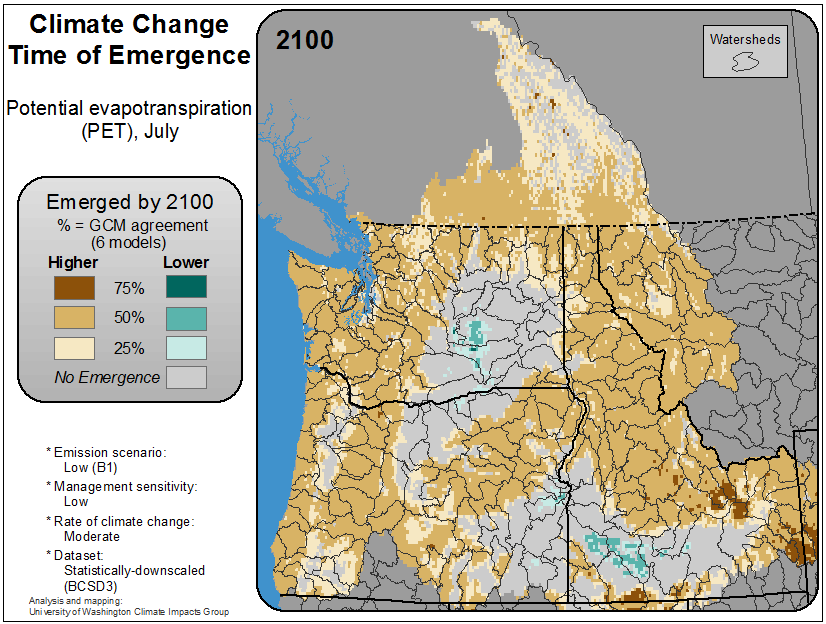 Climate Change
Time of Emergence
Potential evapotranspiration
(PET), July
Emerged by 2100
% = GCM agreement
(6 models)
Higher Lower
75%
50%
25%
No Emergence
* Emission scenario:
Low (B1)
* Management sensitivity:
Low
* Rate of climate change:
Moderate
* Dataset:
Statistically-downscaled
(BCSD3)
Analysis and mapping:
University of Washington Climate Impacts Group
2100
Watersheds